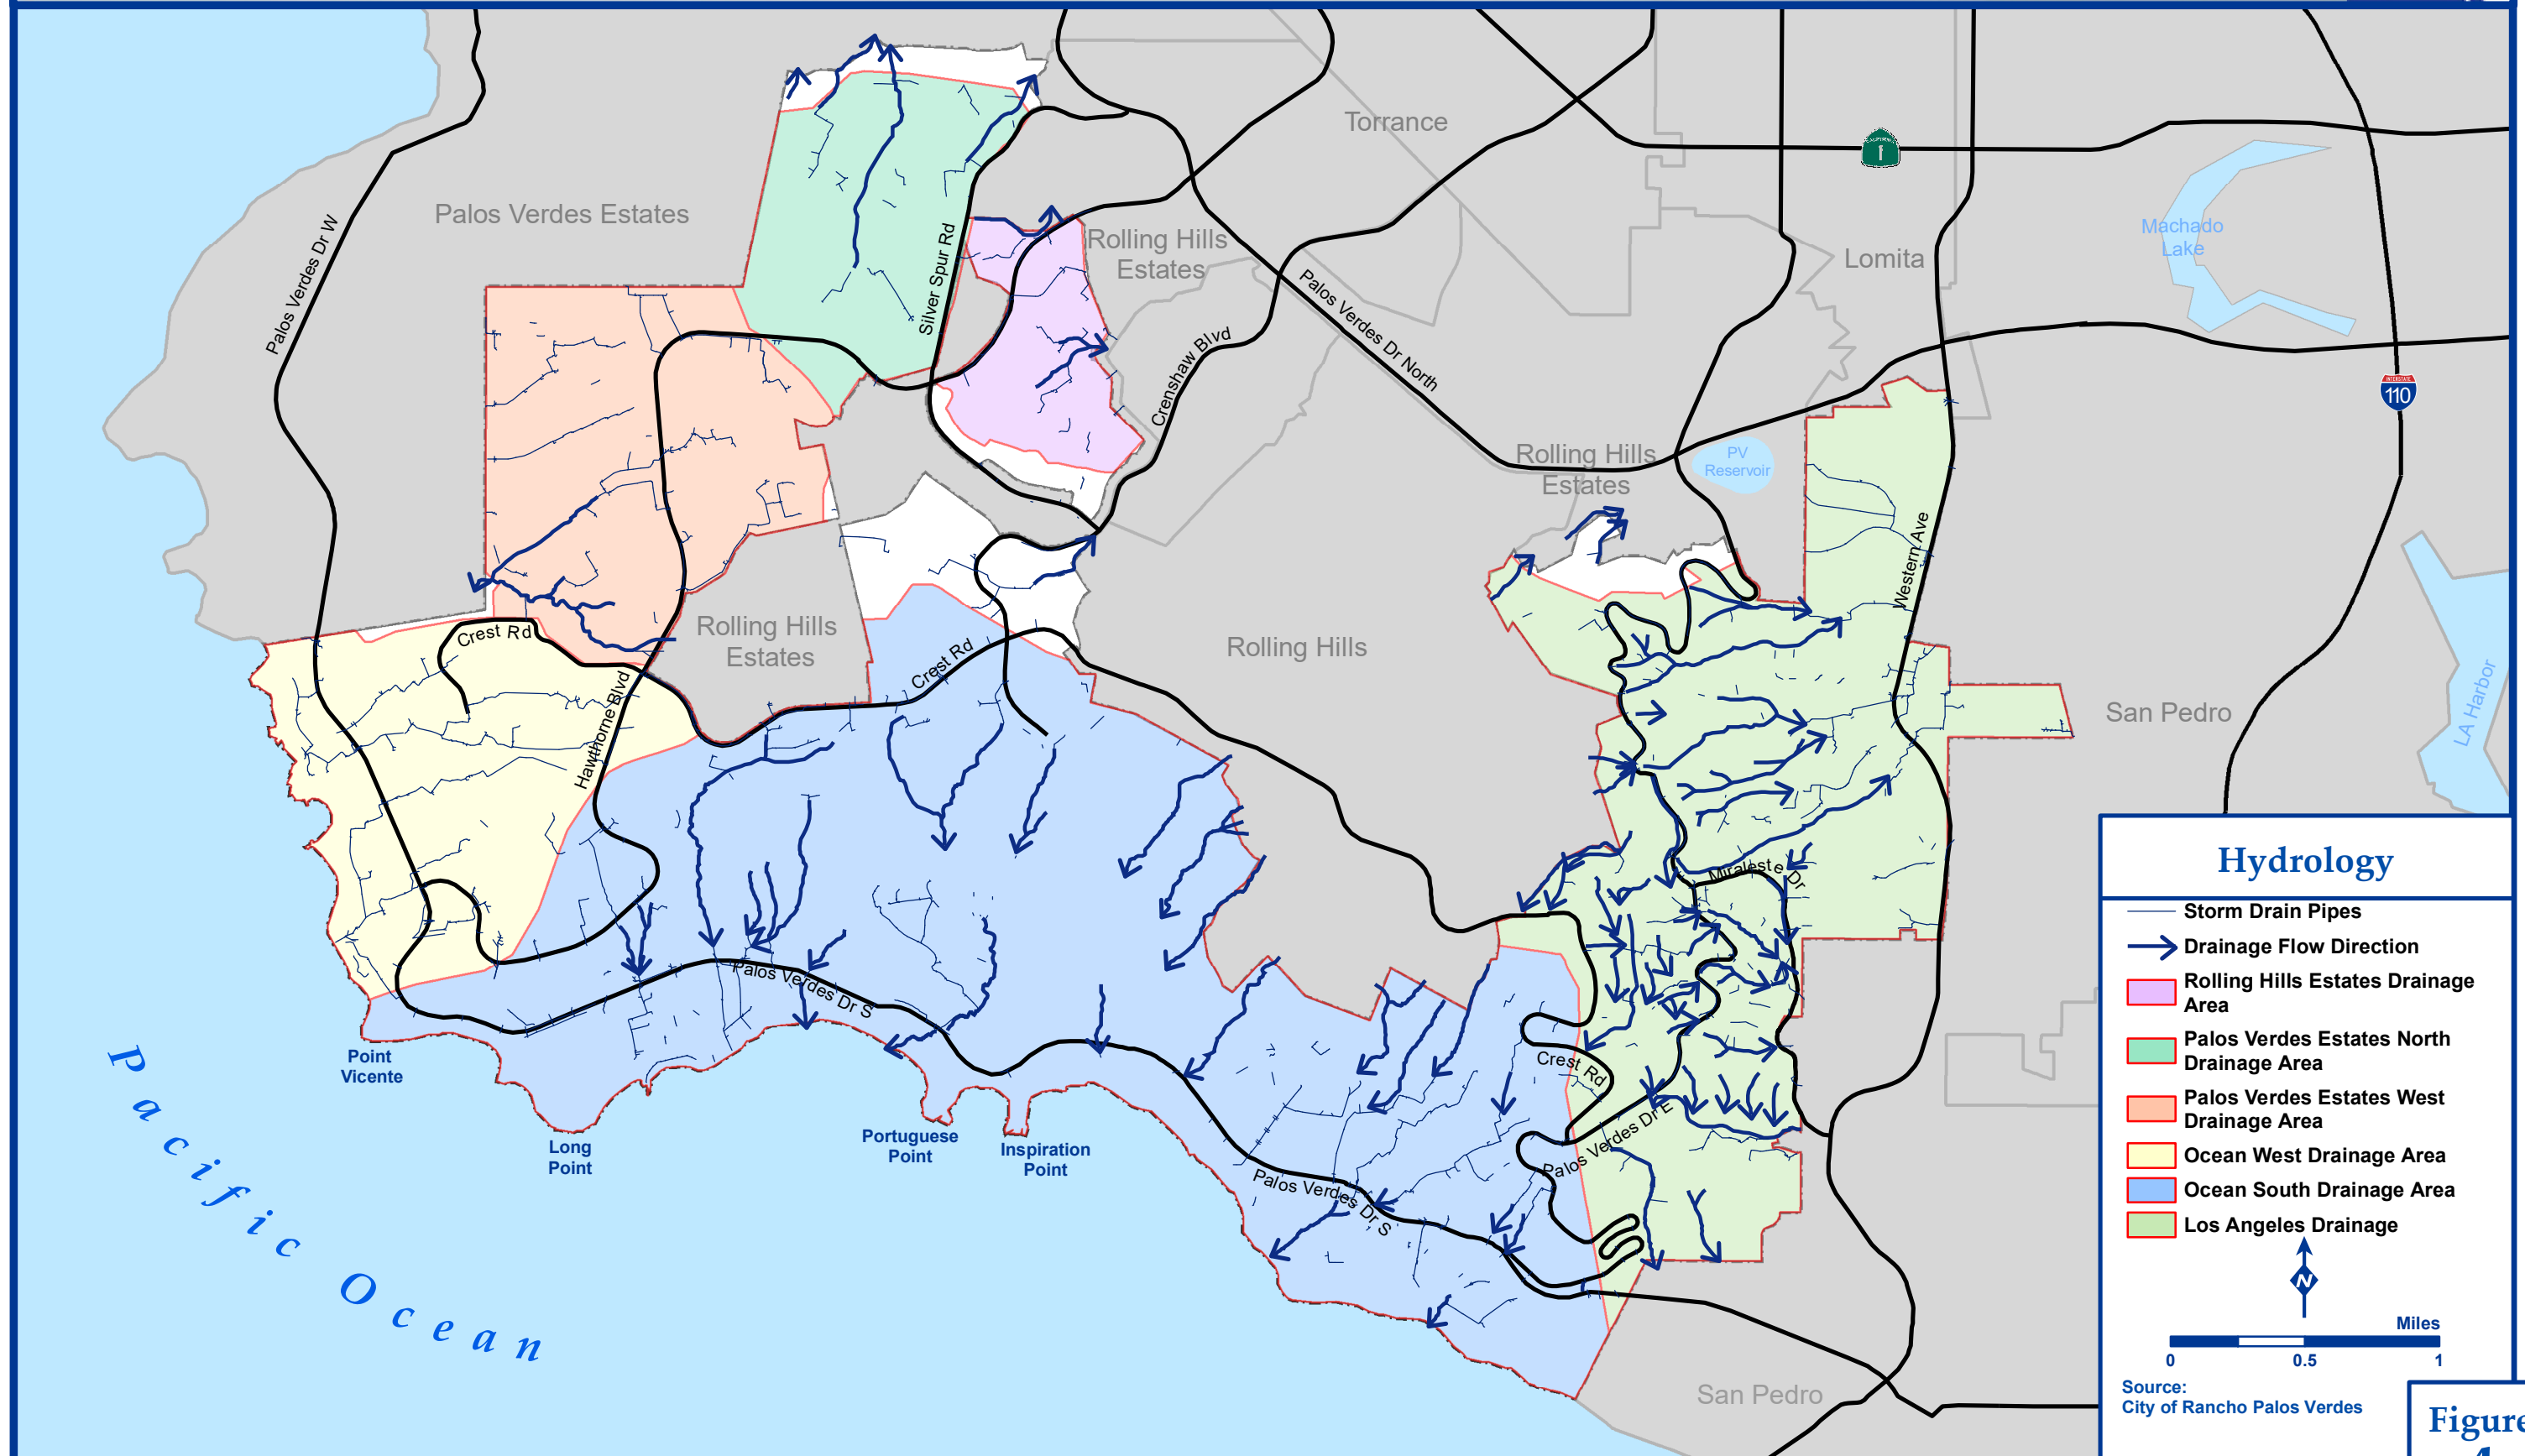 Torrance
Palos Verdes Estates
Palos Verdes Dr W
Silver Spur Rd
Rolling Hills
Estates
Crenshaw Blvd
Palos Verdes Dr North
Lomita
Machado
Lake
110
Rolling Hills
Estates
PV
Reservoir
Western Ave
Crest Rd
Rolling Hills
Estates
Crest Rd
Rolling Hills
San Pedro
LA Harbor
Hawthorne Blvd
Miraleste Dr
Palos Verdes Dr S
Crest Rd
Palos Verdes Dr E
Palos Verdes Dr S
Point
Vicente
Long
Point
Portuguese
Point
Inspiration
Point
Pacific Ocean
San Pedro
Hydrology
Storm Drain Pipes
Drainage Flow Direction
Rolling Hills Estates Drainage
Area
Palos Verdes Estates North
Drainage Area
Palos Verdes Estates West
Drainage Area
Ocean West Drainage Area
Ocean South Drainage Area
Los Angeles Drainage
N
Miles
0 0.5 1
Source:
City of Rancho Palos Verdes
Figure